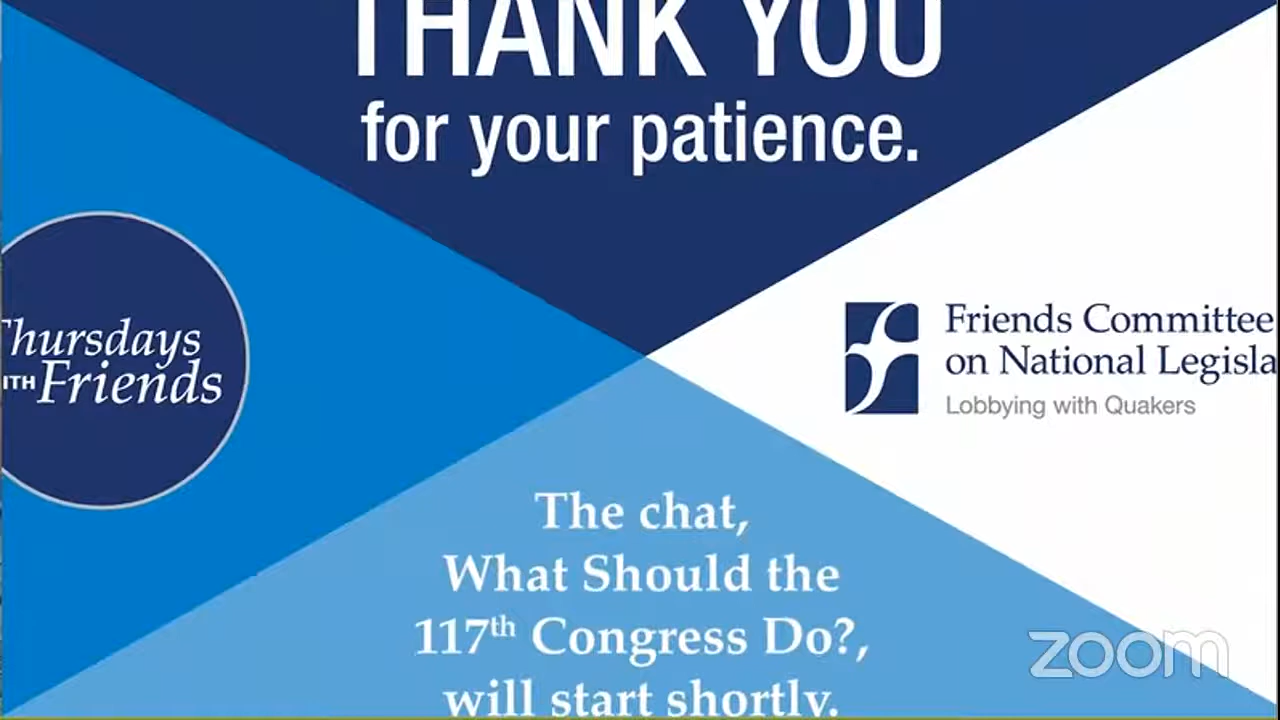 THANK YOU
for your patience.
Thursdays
WITH Friends
Friends Committee
on National Legisla
Lobbying with Quakers
The chat,
What Should the
117th Congress Do?,
will start shortly.
zoom